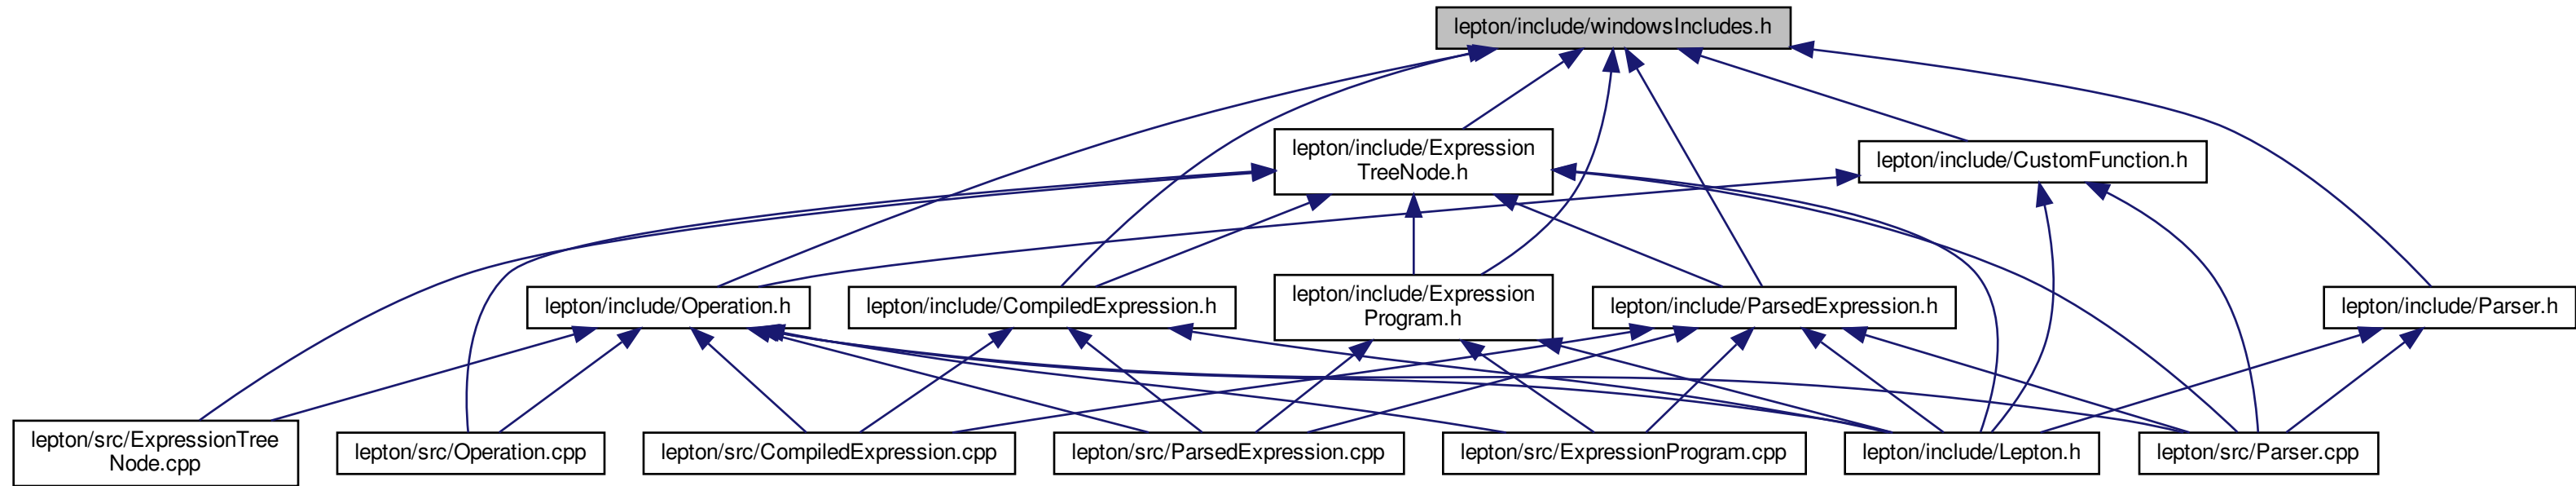 lepton/include/windowsIncludes.h
lepton/include/Expression
TreeNode.h
lepton/include/CustomFunction.h
lepton/include/Operation.h
lepton/include/CompiledExpression.h
lepton/include/Expression
Program.h
lepton/include/ParsedExpression.h
lepton/include/Parser.h
lepton/src/ExpressionTree
Node.cpp
lepton/src/Operation.cpp
lepton/src/CompiledExpression.cpp
lepton/src/ParsedExpression.cpp
lepton/src/ExpressionProgram.cpp
lepton/include/Lepton.h
lepton/src/Parser.cpp